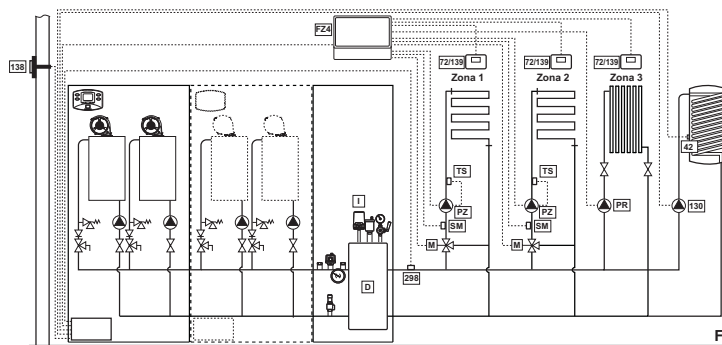 FZ4
138
72/139
72/139
72/139
Zona 1
Zona 2
Zona 3
42
TS
TS
I
PZ
PZ
PR
130
SM
SM
M
M
298
D
F